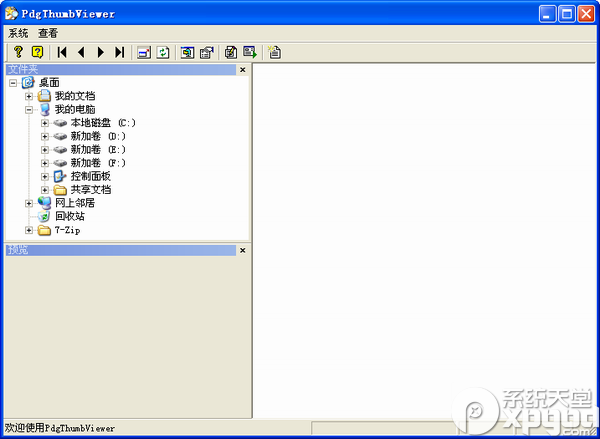 PdgThumbViewer
系统 查看
文件夹
桌面
我的文档
我的电脑
本地磁盘 (C:)
新加卷 (D:)
新加卷 (E:)
新加卷 (F:)
控制面板
共享文档
网上邻居
回收站
7-Zip
预览
欢迎使用PdgThumbViewer
系统天堂